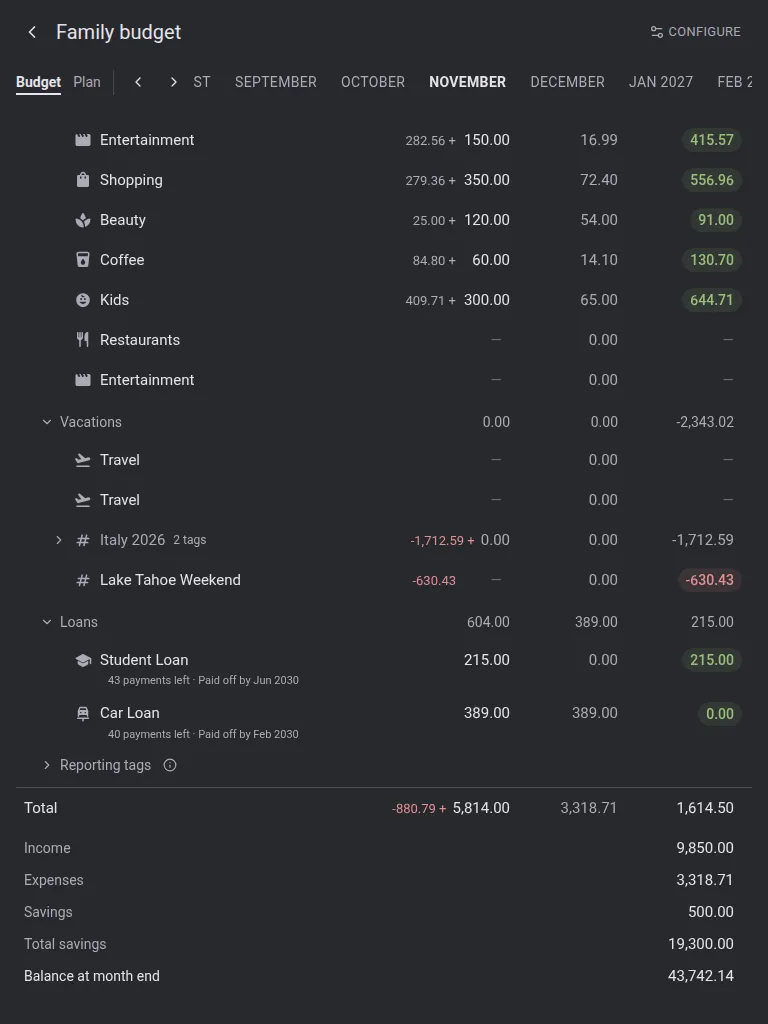 Family budget CONFIGURE
Budget Plan ST SEPTEMBER OCTOBER NOVEMBER DECEMBER JAN 2027 FEB 2
Entertainment 282.56 + 150.00 16.99 415.57
Shopping 279.36 + 350.00 72.40 556.96
Beauty 25.00 + 120.00 54.00 91.00
Coffee 84.80 + 60.00 14.10 130.70
Kids 409.71 + 300.00 65.00 644.71
Restaurants — 0.00 —
Entertainment — 0.00 —
Vacations 0.00 0.00 -2,343.02
Travel — 0.00 —
Travel — 0.00 —
# Italy 2026 2 tags -1,712.59 + 0.00 0.00 -1,712.59
# Lake Tahoe Weekend -630.43 — 0.00 -630.43
Loans 604.00 389.00 215.00
Student Loan 215.00 0.00 215.00
43 payments left · Paid off by Jun 2030
Car Loan 389.00 389.00 0.00
40 payments left · Paid off by Feb 2030
Reporting tags
Total -880.79 + 5,814.00 3,318.71 1,614.50
Income 9,850.00
Expenses 3,318.71
Savings 500.00
Total savings 19,300.00
Balance at month end 43,742.14